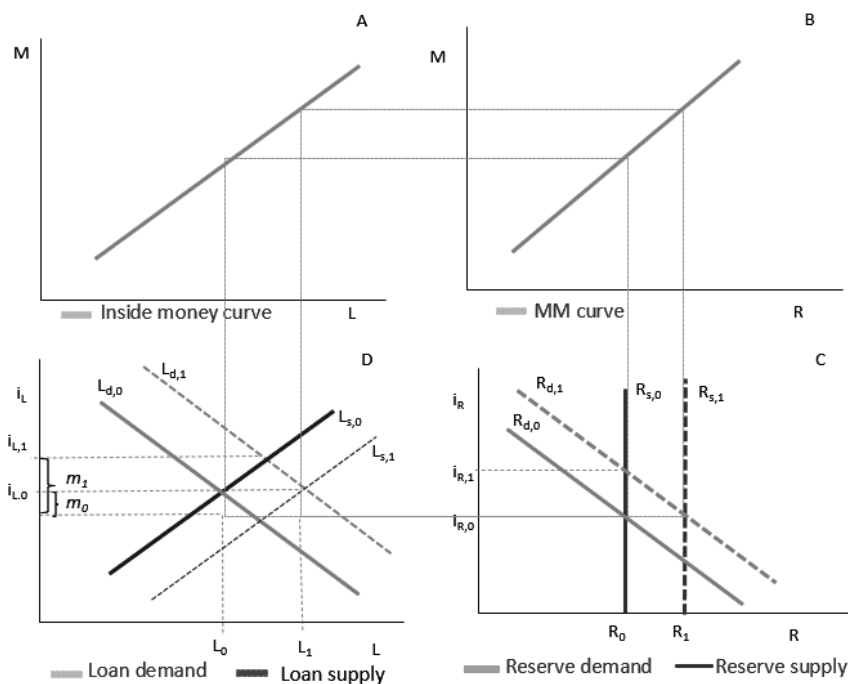 A
M
Inside money curve
L
B
M
MM curve
R
D
i_L
L_d,0
L_d,1
L_s,0
L_s,1
i_L,1
m_1
i_L.0
m_0
L_0
L_1
L
Loan demand
Loan supply
C
i_R
R_d,1
R_s,0
R_s,1
R_d,0
i_R,1
i_R,0
R_0
R_1
R
Reserve demand
Reserve supply